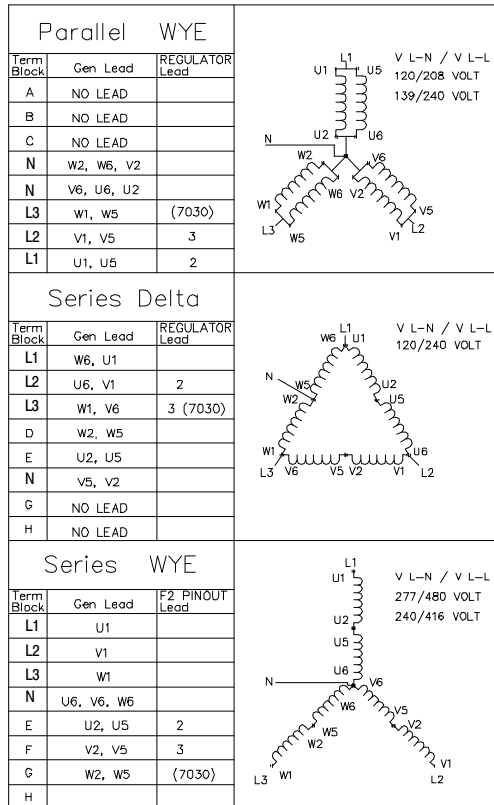 Parallel WYE
Term Block Gen Lead REGULATOR Lead
A NO LEAD
B NO LEAD
C NO LEAD
N W2, W6, V2
N V6, U6, U2
L3 W1, W5 (7030)
L2 V1, V5 3
L1 U1, U5 2
V L-N / V L-L
120/208 VOLT
139/240 VOLT
L1
U1 U5
U2 U6
N
W2 V6
W6 V2
W1 V5
L3 W5 V1 L2
Series Delta
Term Block Gen Lead REGULATOR Lead
L1 W6, U1
L2 U6, V1 2
L3 W1, V6 3 (7030)
D W2, W5
E U2, U5
N V5, V2
G NO LEAD
H NO LEAD
V L-N / V L-L
120/240 VOLT
L1
W6 U1
N
W5 U2
W2 U5
W1 U6
L3 V6 V5 V2 V1 L2
Series WYE
Term Block Gen Lead F2 PINOUT Lead
L1 U1
L2 V1
L3 W1
N U6, V6, W6
E U2, U5 2
F V2, V5 3
G W2, W5 (7030)
H
V L-N / V L-L
277/480 VOLT
240/416 VOLT
L1
U1
U2
U5
U6
N V6
W6 V5
W5 V2
W2
W1 V1
L3 L2